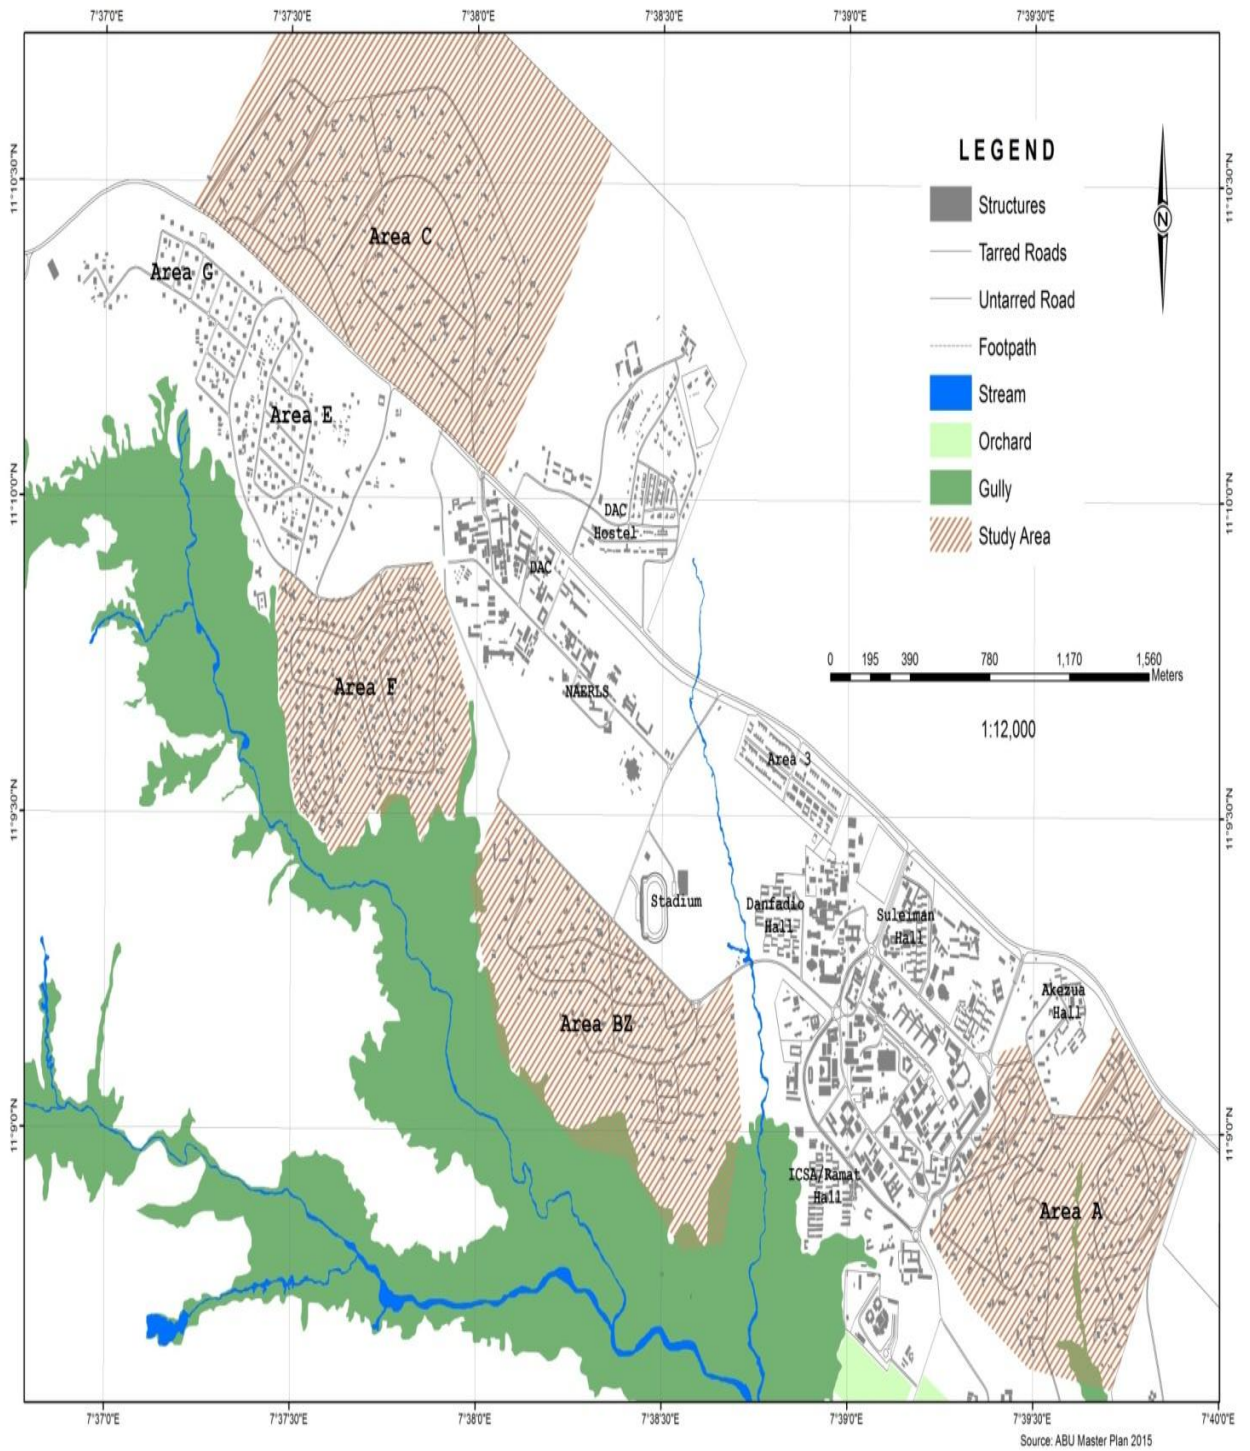 7°37'0"E
7°37'30"E
7°38'0"E
7°38'30"E
7°39'0"E
7°39'30"E
11°10'30"N
11°10'30"N
LEGEND
Structures
Tarred Roads
Untarred Road
Footpath
Stream
Orchard
Gully
Study Area
N
Area C
Area G
Area E
11°10'0"N
11°10'0"N
DAC
Hostel
DAC
Area F
NAERLS
0 195 390 780 1,170 1,560
Meters
1:12,000
Area 3
11°9'30"N
11°9'30"N
Stadium
Danfadio
Hall
Suleiman
Hall
Akezua
Hall
Area BZ
11°9'0"N
11°9'0"N
ICSA/Ramat
Hall
Area A
7°37'0"E
7°37'30"E
7°38'0"E
7°38'30"E
7°39'0"E
7°39'30"E
7°40'0"E
Source: ABU Master Plan 2015